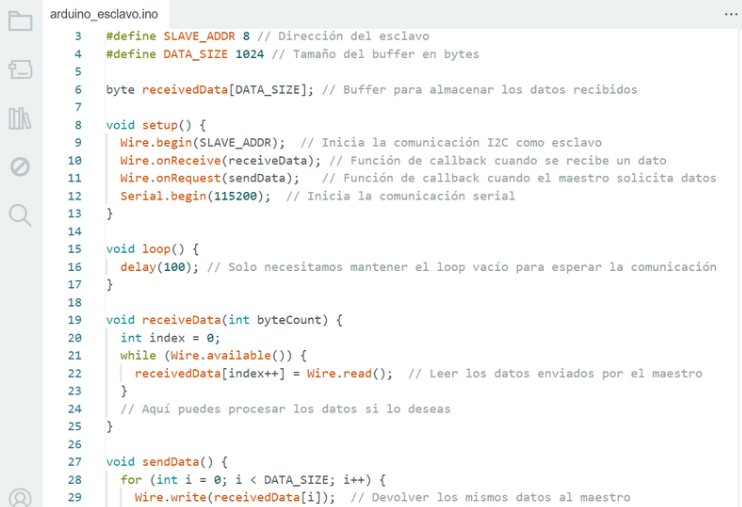 arduino_esclavo.ino
...
3 #define SLAVE_ADDR 8 // Dirección del esclavo
4 #define DATA_SIZE 1024 // Tamaño del buffer en bytes
5
6 byte receivedData[DATA_SIZE]; // Buffer para almacenar los datos recibidos
7
8 void setup() {
9 Wire.begin(SLAVE_ADDR);  // Inicia la comunicación I2C como esclavo
10 Wire.onReceive(receiveData); // Función de callback cuando se recibe un dato
11 Wire.onRequest(sendData);   // Función de callback cuando el maestro solicita datos
12 Serial.begin(115200);  // Inicia la comunicación serial
13 }
14
15 void loop() {
16 delay(100); // Solo necesitamos mantener el loop vacío para esperar la comunicación
17 }
18
19 void receiveData(int byteCount) {
20 int index = 0;
21 while (Wire.available()) {
22 receivedData[index++] = Wire.read();  // Leer los datos enviados por el maestro
23 }
24 // Aquí puedes procesar los datos si lo deseas
25 }
26
27 void sendData() {
28 for (int i = 0; i < DATA_SIZE; i++) {
29 Wire.write(receivedData[i]);  // Devolver los mismos datos al maestro